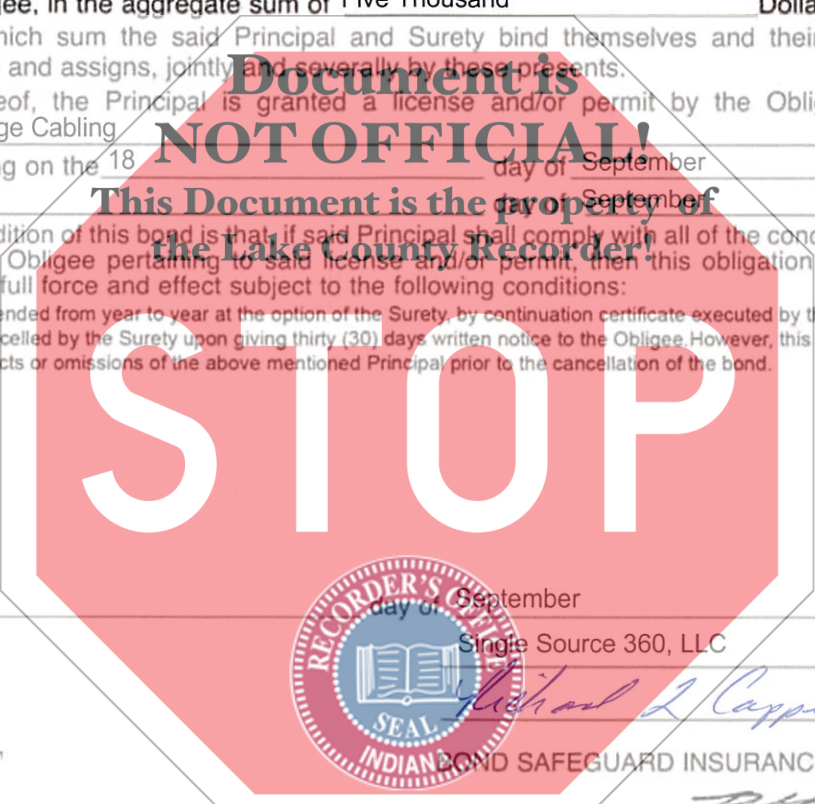 ee, in the aggregate sum of Five Thousand Dolla
ich sum the said Principal and Surety bind themselves and thei
and assigns, jointly and severally by these presents.
Document is
eof, the Principal is granted a license and/or permit by the Obli
ge Cabling
NOT OFFICIAL!
g on the 18 day of September
This Document is the property of
day of September
dition of this bond is that, if said Principal shall comply with all of the cond
the Lake County Recorder!
Obligee pertaining to said license and/or permit, then this obligation
full force and effect subject to the following conditions:
ended from year to year at the option of the Surety, by continuation certificate executed by th
celled by the Surety upon giving thirty (30) days written notice to the Obligee. However, this
cts or omissions of the above mentioned Principal prior to the cancellation of the bond.
STOP
day of September
Single Source 360, LLC
RECORDER'S OFFICE
SEAL
INDIANA
Richard L Capp
BOND SAFEGUARD INSURANC